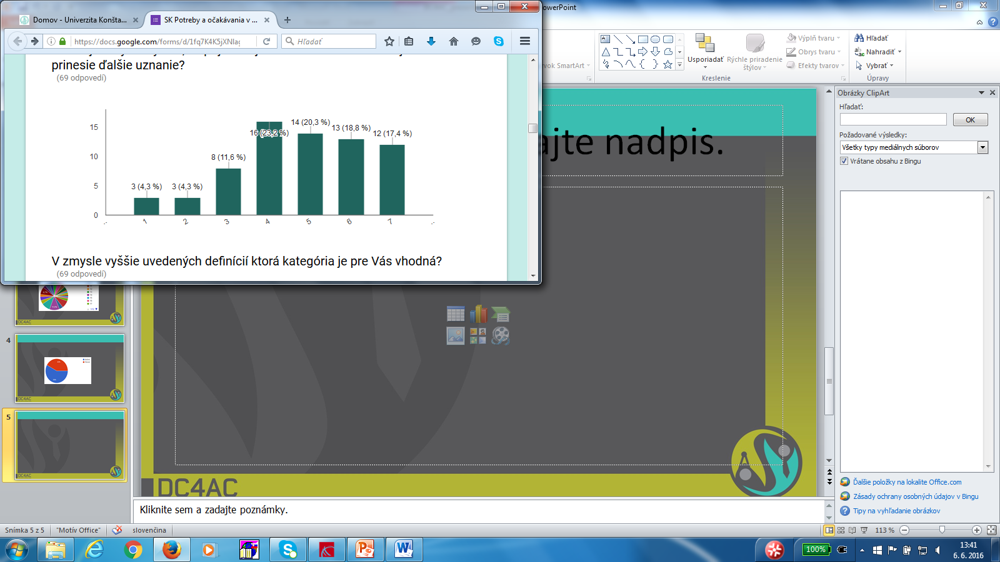 Domov - Univerzita Konšta...
SK Potreby a očakávania v ...
https://docs.google.com/forms/d/1fq7K4K5jXNlag
Hľadať
prinesie ďalšie uznanie?
(69 odpovedí)
15
10
5
0
3 (4,3 %)
3 (4,3 %)
8 (11,6 %)
16 (23,2 %)
14 (20,3 %)
13 (18,8 %)
12 (17,4 %)
1
2
3
4
5
6
7
V zmysle vyššie uvedených definícií ktorá kategória je pre Vás vhodná?
(69 odpovedí)
owerPoint
vok SmartArt
Usporiadať
Rýchle priradenie
štýlov
Výplň tvaru
Obrys tvaru
Efekty tvarov
Kreslenie
Hľadať
Nahradiť
Vybrať
Úpravy
ajte nadpis.
Obrázky ClipArt
Hľadať:
OK
Požadované výsledky:
Všetky typy mediálnych súborov
Vrátane obsahu z Bingu
Ďalšie položky na lokalite Office.com
Zásady ochrany osobných údajov v Bingu
Tipy na vyhľadanie obrázkov
DC4AC
4
DC4AC
5
DC4AC
DC4AC
Kliknite sem a zadajte poznámky.
Snímka 5 z 5
"Motív Office"
slovenčina
113 %
100%
13:41
6. 6. 2016